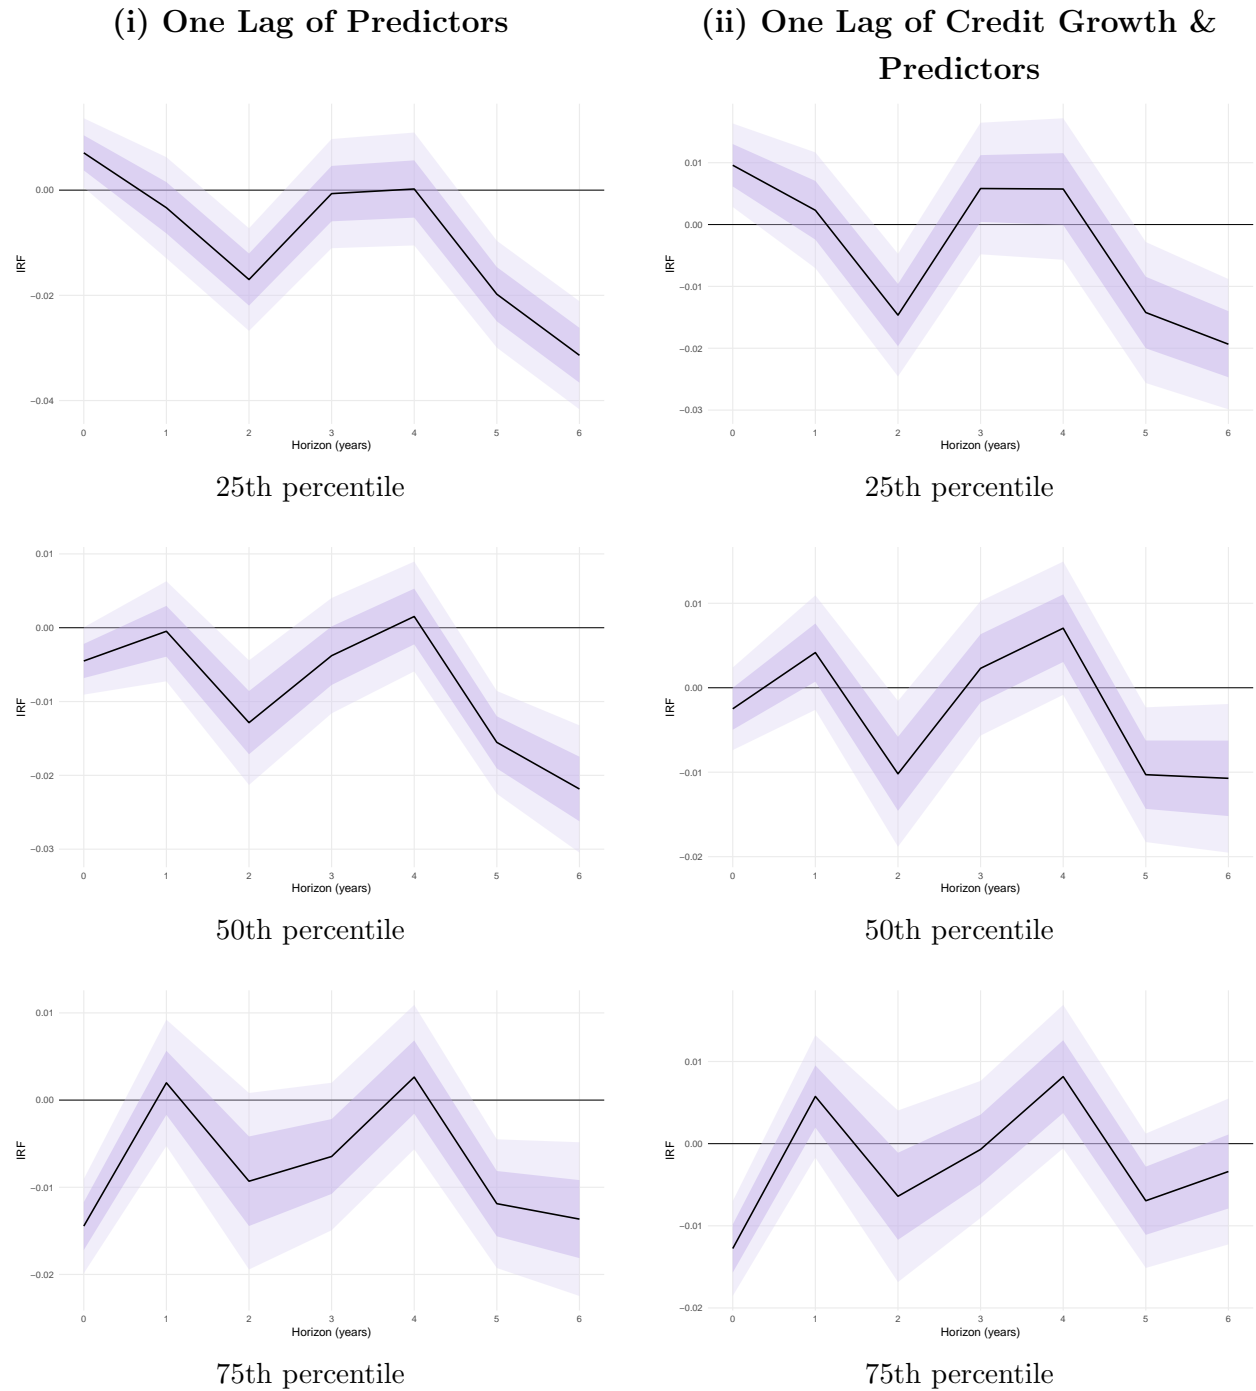 (i) One Lag of Predictors
(ii) One Lag of Credit Growth &
Predictors
0.00
−0.02
−0.04
IRF
0 1 2 3 4 5 6
Horizon (years)
25th percentile
0.01
0.00
−0.01
−0.02
−0.03
IRF
0 1 2 3 4 5 6
Horizon (years)
25th percentile
0.01
0.00
−0.01
−0.02
−0.03
IRF
0 1 2 3 4 5 6
Horizon (years)
50th percentile
0.01
0.00
−0.01
−0.02
IRF
0 1 2 3 4 5 6
Horizon (years)
50th percentile
0.01
0.00
−0.01
−0.02
IRF
0 1 2 3 4 5 6
Horizon (years)
75th percentile
0.01
0.00
−0.01
−0.02
IRF
0 1 2 3 4 5 6
Horizon (years)
75th percentile